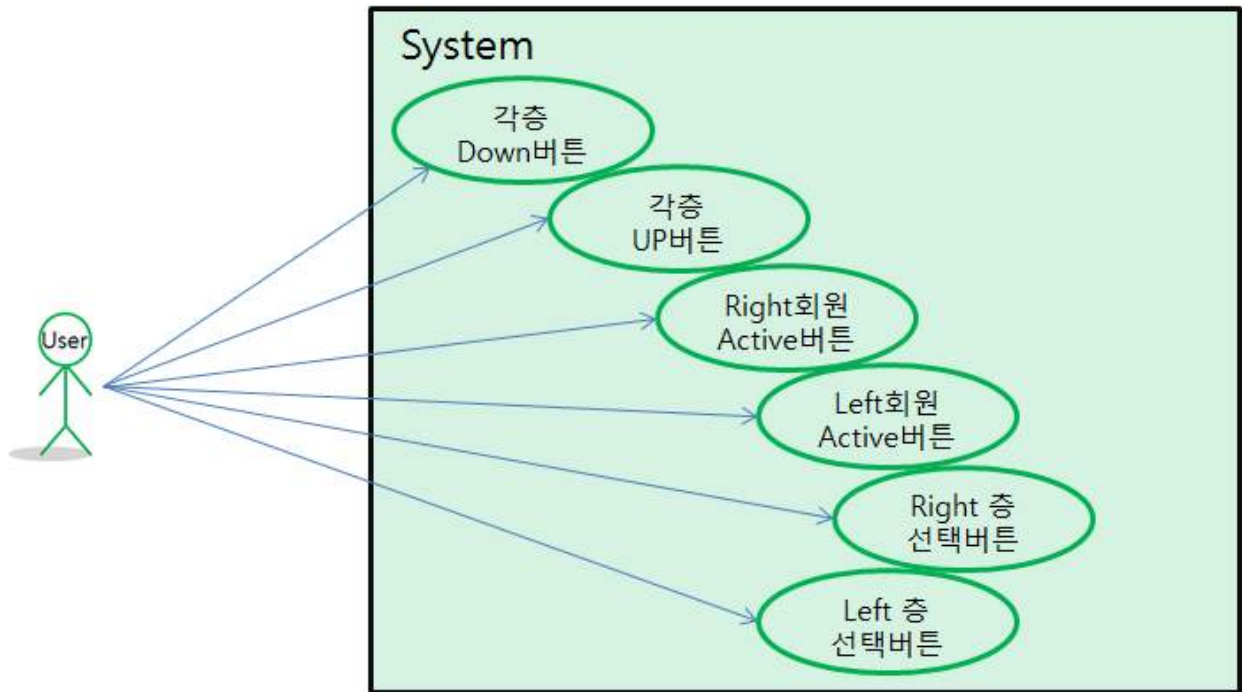 System
각층
Down버튼
각층
UP버튼
Right회원
Active버튼
User
Left회원
Active버튼
Right 층
선택버튼
Left 층
선택버튼